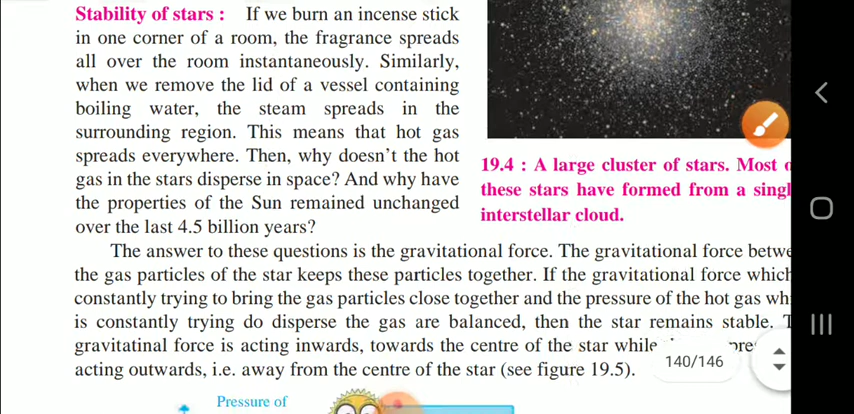 Stability of stars : If we burn an incense stick
in one corner of a room, the fragrance spreads
all over the room instantaneously. Similarly,
when we remove the lid of a vessel containing
boiling water, the steam spreads in the
surrounding region. This means that hot gas
spreads everywhere. Then, why doesn't the hot
gas in the stars disperse in space? And why have
the properties of the Sun remained unchanged
over the last 4.5 billion years?
19.4 : A large cluster of stars. Most
these stars have formed from a
interstellar cloud.
The answer to these questions is the gravitational force. The gravitational force
the gas particles of the star keeps these particles together. If the gravitational force
constantly trying to bring the gas particles close together and the pressure of the hot gas
is constantly trying do disperse the gas are balanced, then the star remains stable.
gravitatinal force is acting inwards, towards the centre of the star while
acting outwards, i.e. away from the centre of the star (see figure 19.5).
140/146
Pressure of